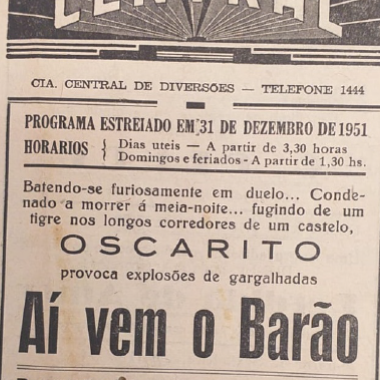 CENTRAL
CIA. CENTRAL DE DIVERSÕES — TELEFONE 1444
PROGRAMA ESTREIADO EM 31 DE DEZEMBRO DE 1951
HORARIOS { Dias uteis — A partir de 3,30 horas
Domingos e feriados - A partir de 1,30 hs.
Batendo-se furiosamente em duelo... Conde-
nado a morrer á meia-noite... fugindo de um
tigre nos longos corredores de um castelo,
OSCARITO
provoca explosões de gargalhadas
Aí vem o Barão